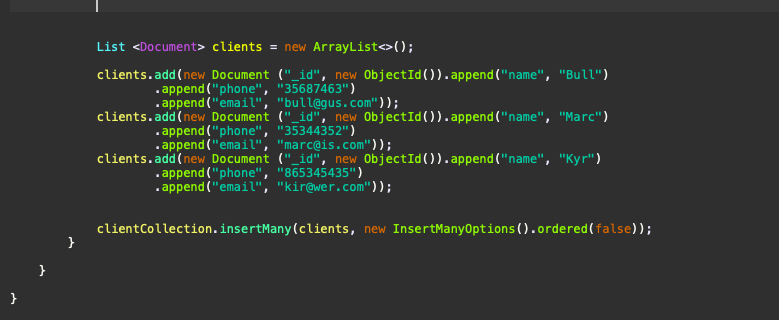 List <Document> clients = new ArrayList<>();
clients.add(new Document ("_id", new ObjectId()).append("name", "Bull")
.append("phone", "35687463")
.append("email", "bull@gus.com"));
clients.add(new Document ("_id", new ObjectId()).append("name", "Marc")
.append("phone", "35344352")
.append("email", "marc@is.com"));
clients.add(new Document ("_id", new ObjectId()).append("name", "Kyr")
.append("phone", "865345435")
.append("email", "kir@wer.com"));
clientCollection.insertMany(clients, new InsertManyOptions().ordered(false));
}
}
}